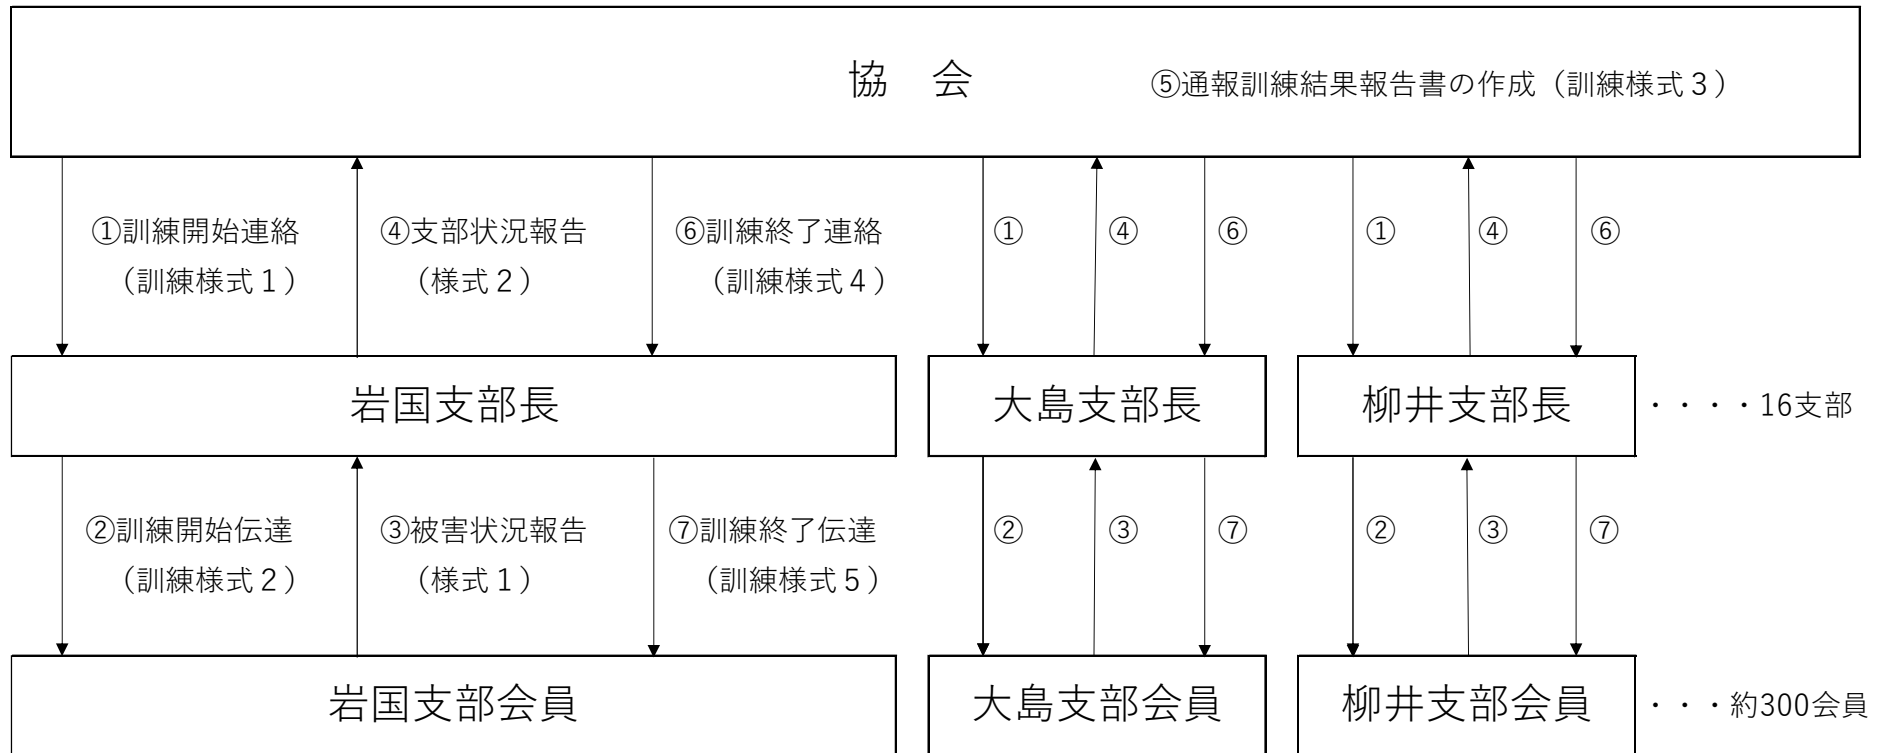 協　会
⑤通報訓練結果報告書の作成（訓練様式３）
①訓練開始連絡
（訓練様式１）
④支部状況報告
（様式２）
⑥訓練終了連絡
（訓練様式４）
①
④
⑥
①
④
⑥
岩国支部長
大島支部長
柳井支部長
・・・・16支部
②訓練開始伝達
（訓練様式２）
③被害状況報告
（様式１）
⑦訓練終了伝達
（訓練様式５）
②
③
⑦
②
③
⑦
岩国支部会員
大島支部会員
柳井支部会員
・・・約300会員